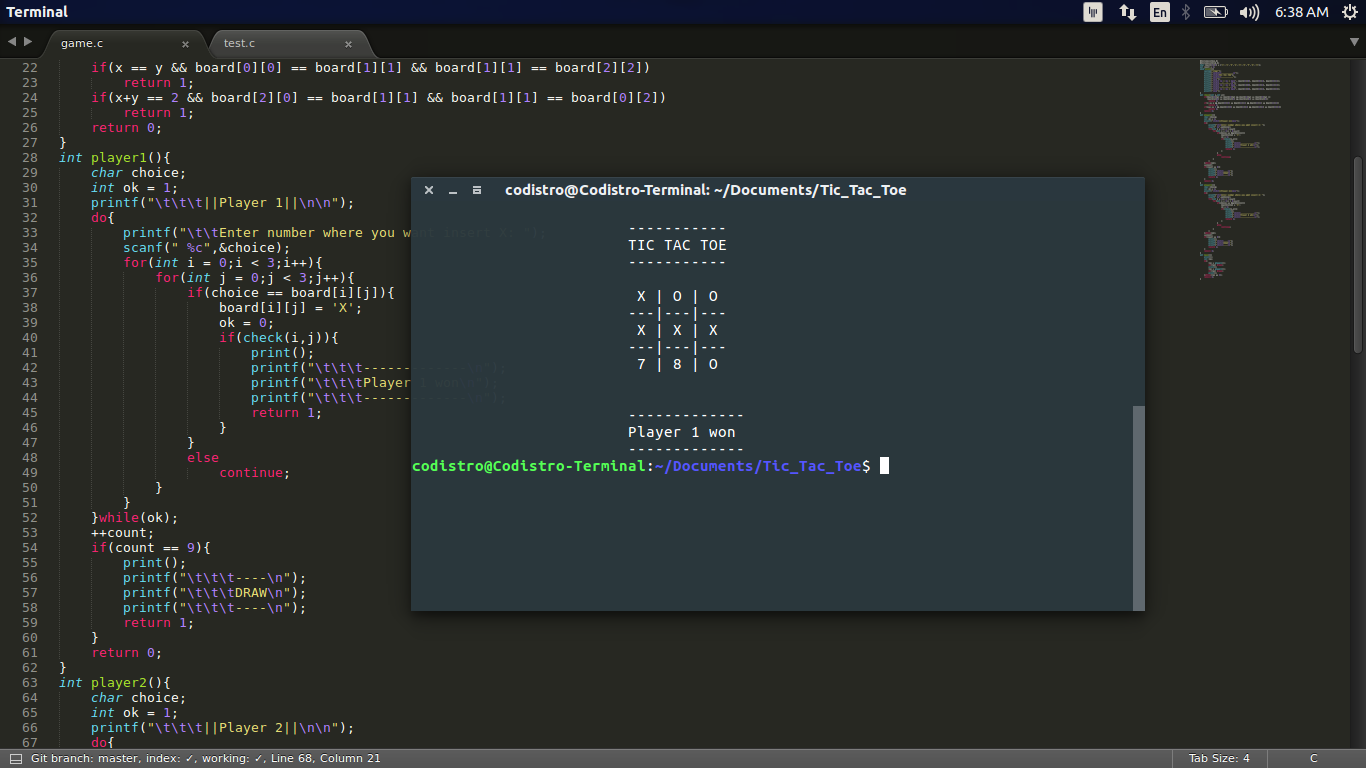 Terminal
En
6:38 AM
game.c
test.c
22 if(x == y && board[0][0] == board[1][1] && board[1][1] == board[2][2])
23 return 1;
24 if(x+y == 2 && board[2][0] == board[1][1] && board[1][1] == board[0][2])
25 return 1;
26 return 0;
27 }
28 int player1(){
29 char choice;
30 int ok = 1;
31 printf("\t\t\t||Player 1||\n\n");
32 do{
33 printf("\t\tEnter number where you w
34 scanf(" %c",&choice);
35 for(int i = 0;i < 3;i++){
36 for(int j = 0;j < 3;j++){
37 if(choice == board[i][j]){
38 board[i][j] = 'X';
39 ok = 0;
40 if(check(i,j)){
41 print();
42 printf("\t\t\t------
43 printf("\t\t\tPlayer
44 printf("\t\t\t------
45 return 1;
46 }
47 }
48 else
49 continue;
50 }
51 }
52 }while(ok);
53 ++count;
54 if(count == 9){
55 print();
56 printf("\t\t\t----\n");
57 printf("\t\t\tDRAW\n");
58 printf("\t\t\t----\n");
59 return 1;
60 }
61 return 0;
62 }
63 int player2(){
64 char choice;
65 int ok = 1;
66 printf("\t\t\t||Player 2||\n\n");
67 do{
codistro@Codistro-Terminal: ~/Documents/Tic_Tac_Toe
-----------
TIC TAC TOE
-----------
X | O | O
---|---|---
X | X | X
---|---|---
7 | 8 | O
-------------
Player 1 won
-------------
codistro@Codistro-Terminal:~/Documents/Tic_Tac_Toe$
Git branch: master, index: ✓, working: ✓, Line 68, Column 21
Tab Size: 4
C